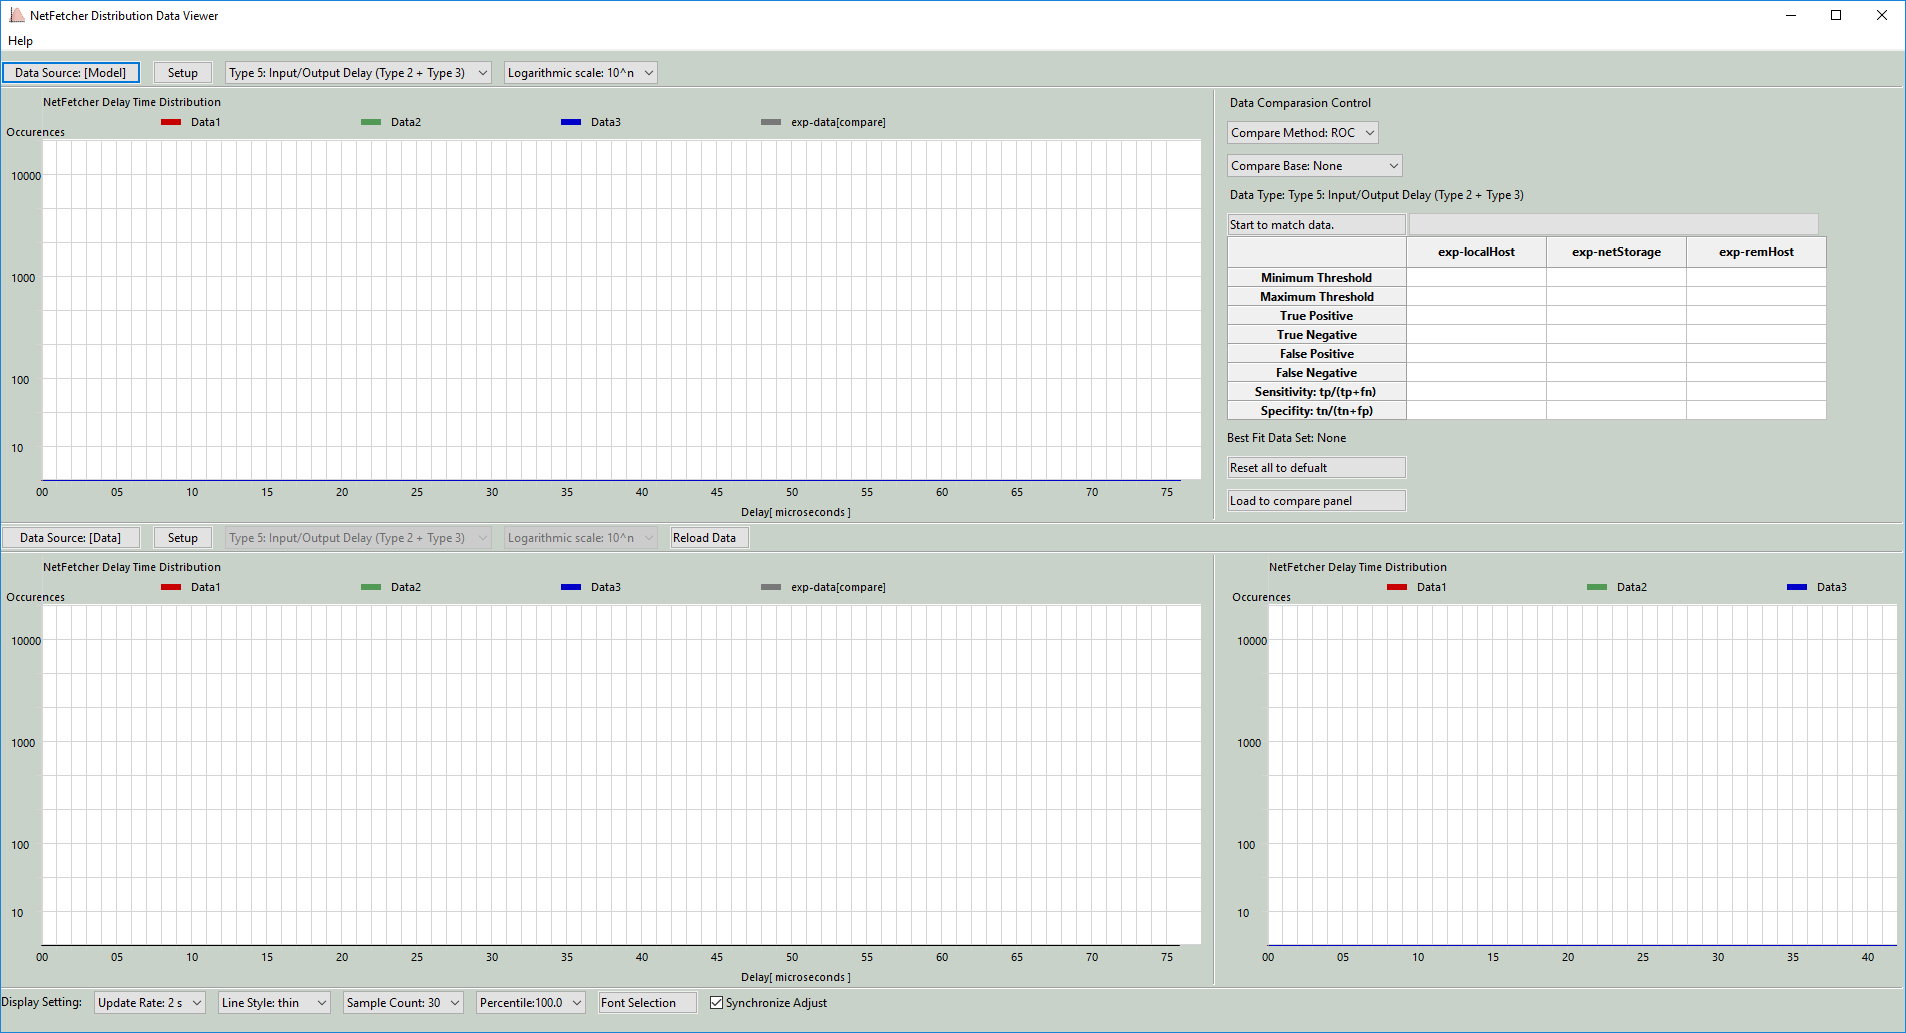 NetFetcher Distribution Data Viewer
Help
Data Source: [Model] Setup Type 5: Input/Output Delay (Type 2 + Type 3) Logarithmic scale: 10^n
NetFetcher Delay Time Distribution
Data1 Data2 Data3 exp-data[compare]
Occurences
10000
1000
100
10
00 05 10 15 20 25 30 35 40 45 50 55 60 65 70 75
Delay[ microseconds ]
Data Comparasion Control
Compare Method: ROC
Compare Base: None
Data Type: Type 5: Input/Output Delay (Type 2 + Type 3)
Start to match data.
exp-localHost exp-netStorage exp-remHost
Minimum Threshold
Maximum Threshold
True Positive
True Negative
False Positive
False Negative
Sensitivity: tp/(tp+fn)
Specifity: tn/(tn+fp)
Best Fit Data Set: None
Reset all to defualt
Load to compare panel
Data Source: [Data] Setup Type 5: Input/Output Delay (Type 2 + Type 3) Logarithmic scale: 10^n Reload Data
NetFetcher Delay Time Distribution
Data1 Data2 Data3 exp-data[compare]
Occurences
10000
1000
100
10
00 05 10 15 20 25 30 35 40 45 50 55 60 65 70 75
Delay[ microseconds ]
NetFetcher Delay Time Distribution
Data1 Data2 Data3
Occurences
10000
1000
100
10
00 05 10 15 20 25 30 35 40
Display Setting: Update Rate: 2 s Line Style: thin Sample Count: 30 Percentile:100.0 Font Selection Synchronize Adjust